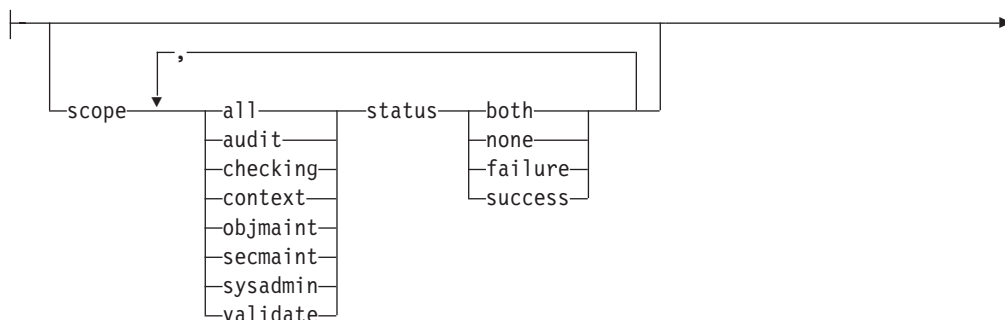 ,
scope all status both
audit none
checking failure
context success
objmaint
secmaint
sysadmin
validate